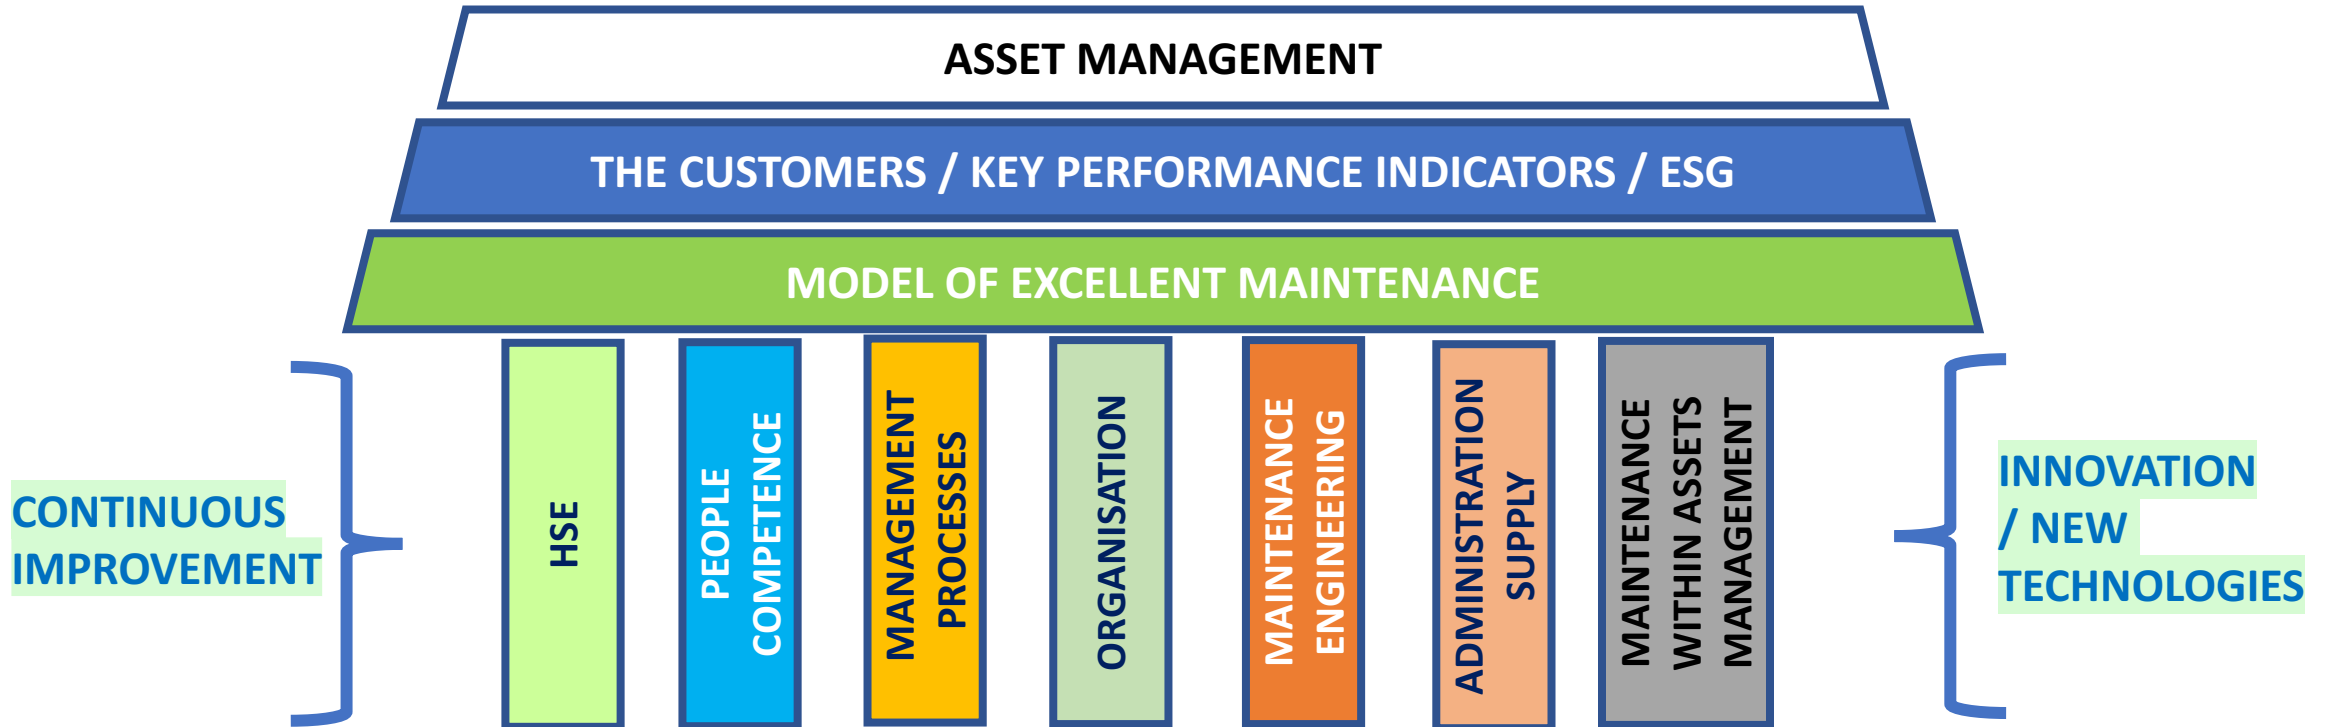 ASSET MANAGEMENT
THE CUSTOMERS / KEY PERFORMANCE INDICATORS / ESG
MODEL OF EXCELLENT MAINTENANCE
CONTINUOUS
IMPROVEMENT
HSE
PEOPLE
COMPETENCE
MANAGEMENT
PROCESSES
ORGANISATION
MAINTENANCE
ENGINEERING
ADMINISTRATION
SUPPLY
MAINTENANCE
WITHIN ASSETS
MANAGEMENT
INNOVATION
/ NEW
TECHNOLOGIES